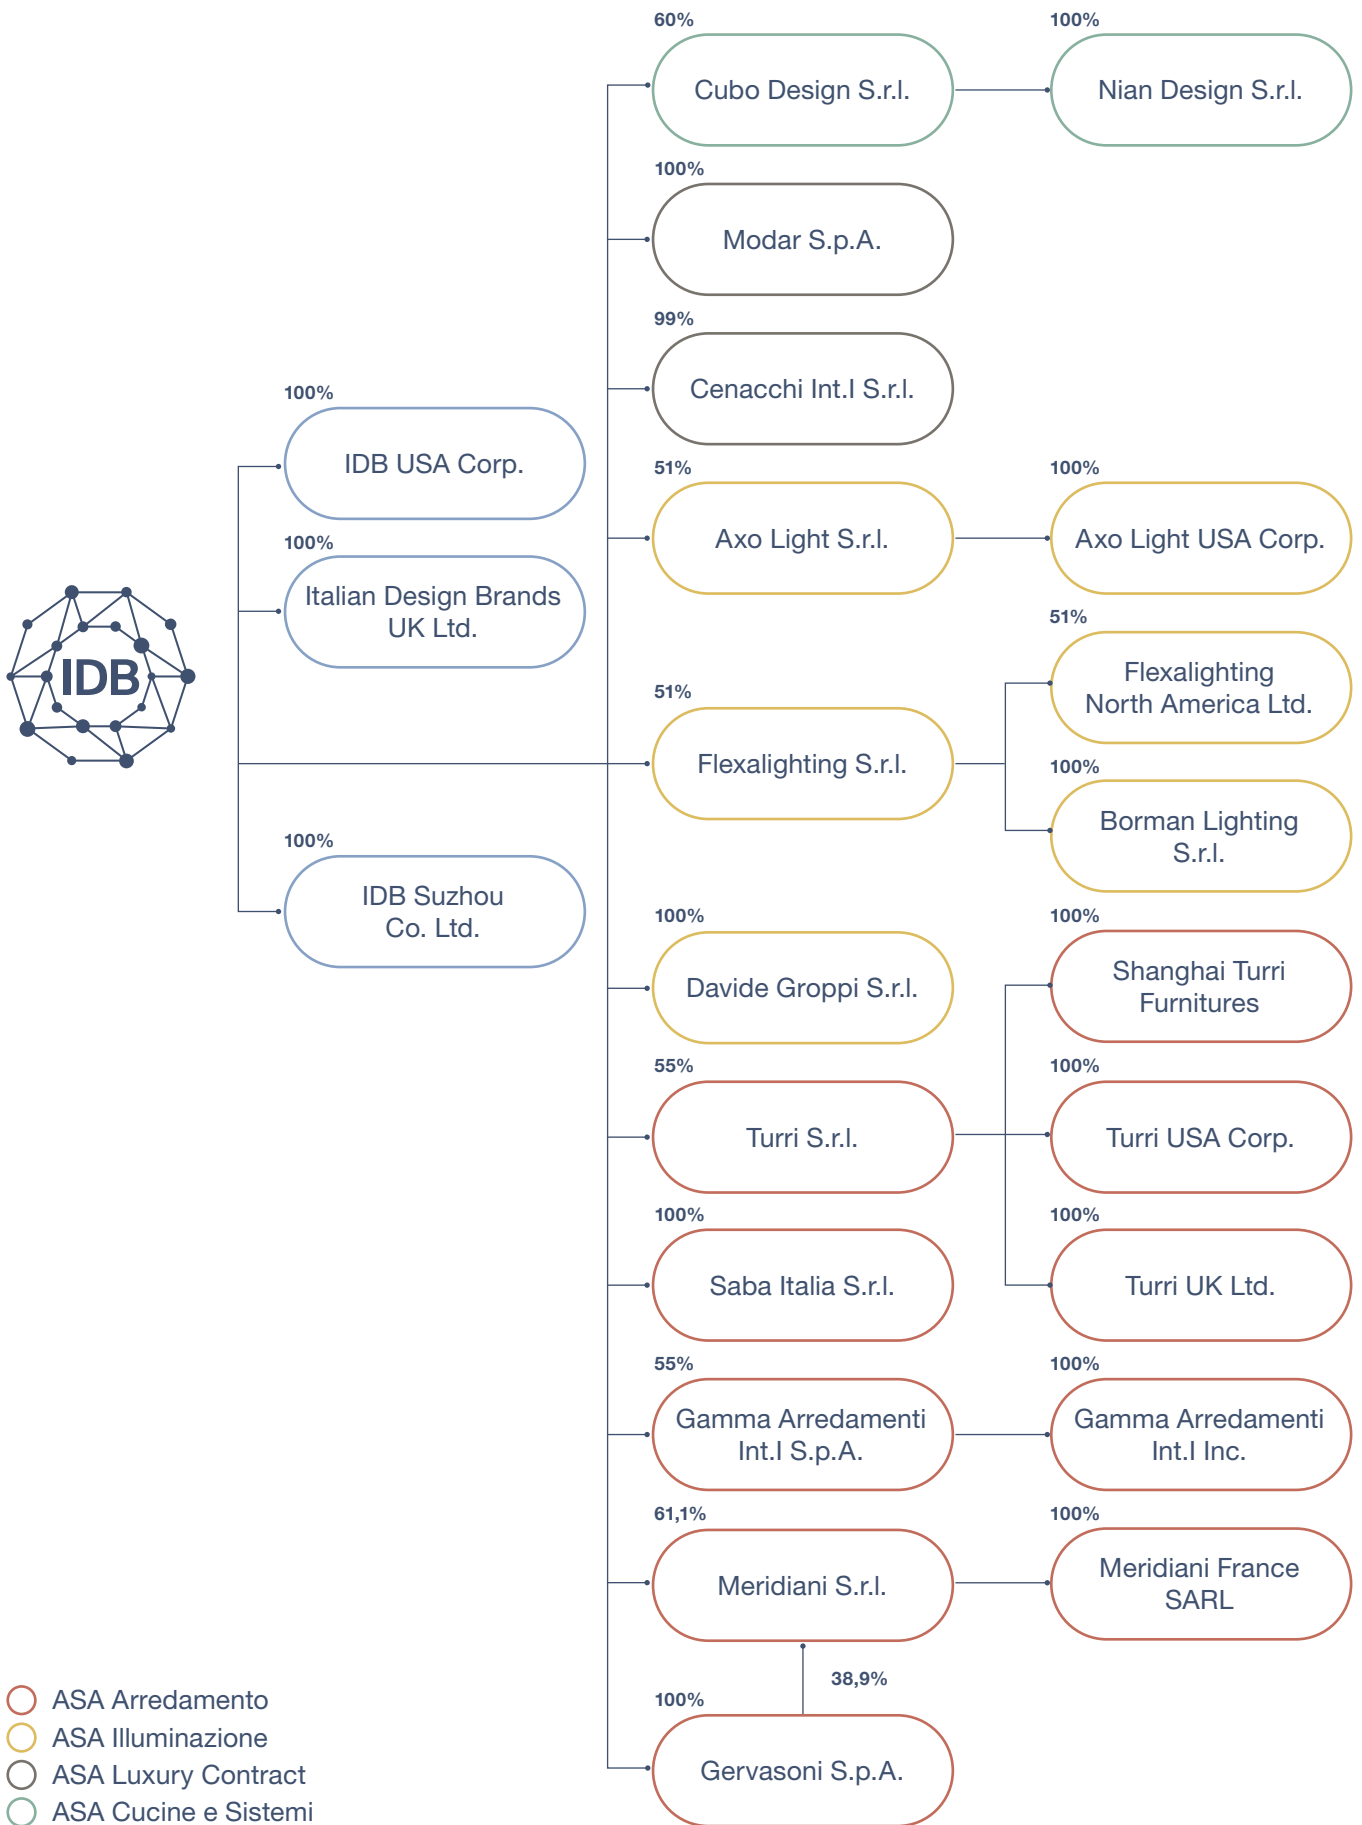 60%
Cubo Design S.r.l.
100%
Nian Design S.r.l.
100%
Modar S.p.A.
99%
Cenacchi Int.I S.r.l.
100%
IDB USA Corp.
51%
Axo Light S.r.l.
100%
Axo Light USA Corp.
100%
Italian Design Brands
UK Ltd.
IDB
51%
Flexalighting S.r.l.
51%
Flexalighting
North America Ltd.
100%
Borman Lighting
S.r.l.
100%
IDB Suzhou
Co. Ltd.
100%
Davide Groppi S.r.l.
100%
Shanghai Turri
Furnitures
55%
Turri S.r.l.
100%
Turri USA Corp.
100%
Saba Italia S.r.l.
100%
Turri UK Ltd.
55%
Gamma Arredamenti
Int.I S.p.A.
100%
Gamma Arredamenti
Int.I Inc.
61,1%
Meridiani S.r.l.
100%
Meridiani France
SARL
38,9%
100%
Gervasoni S.p.A.
ASA Arredamento
ASA Illuminazione
ASA Luxury Contract
ASA Cucine e Sistemi